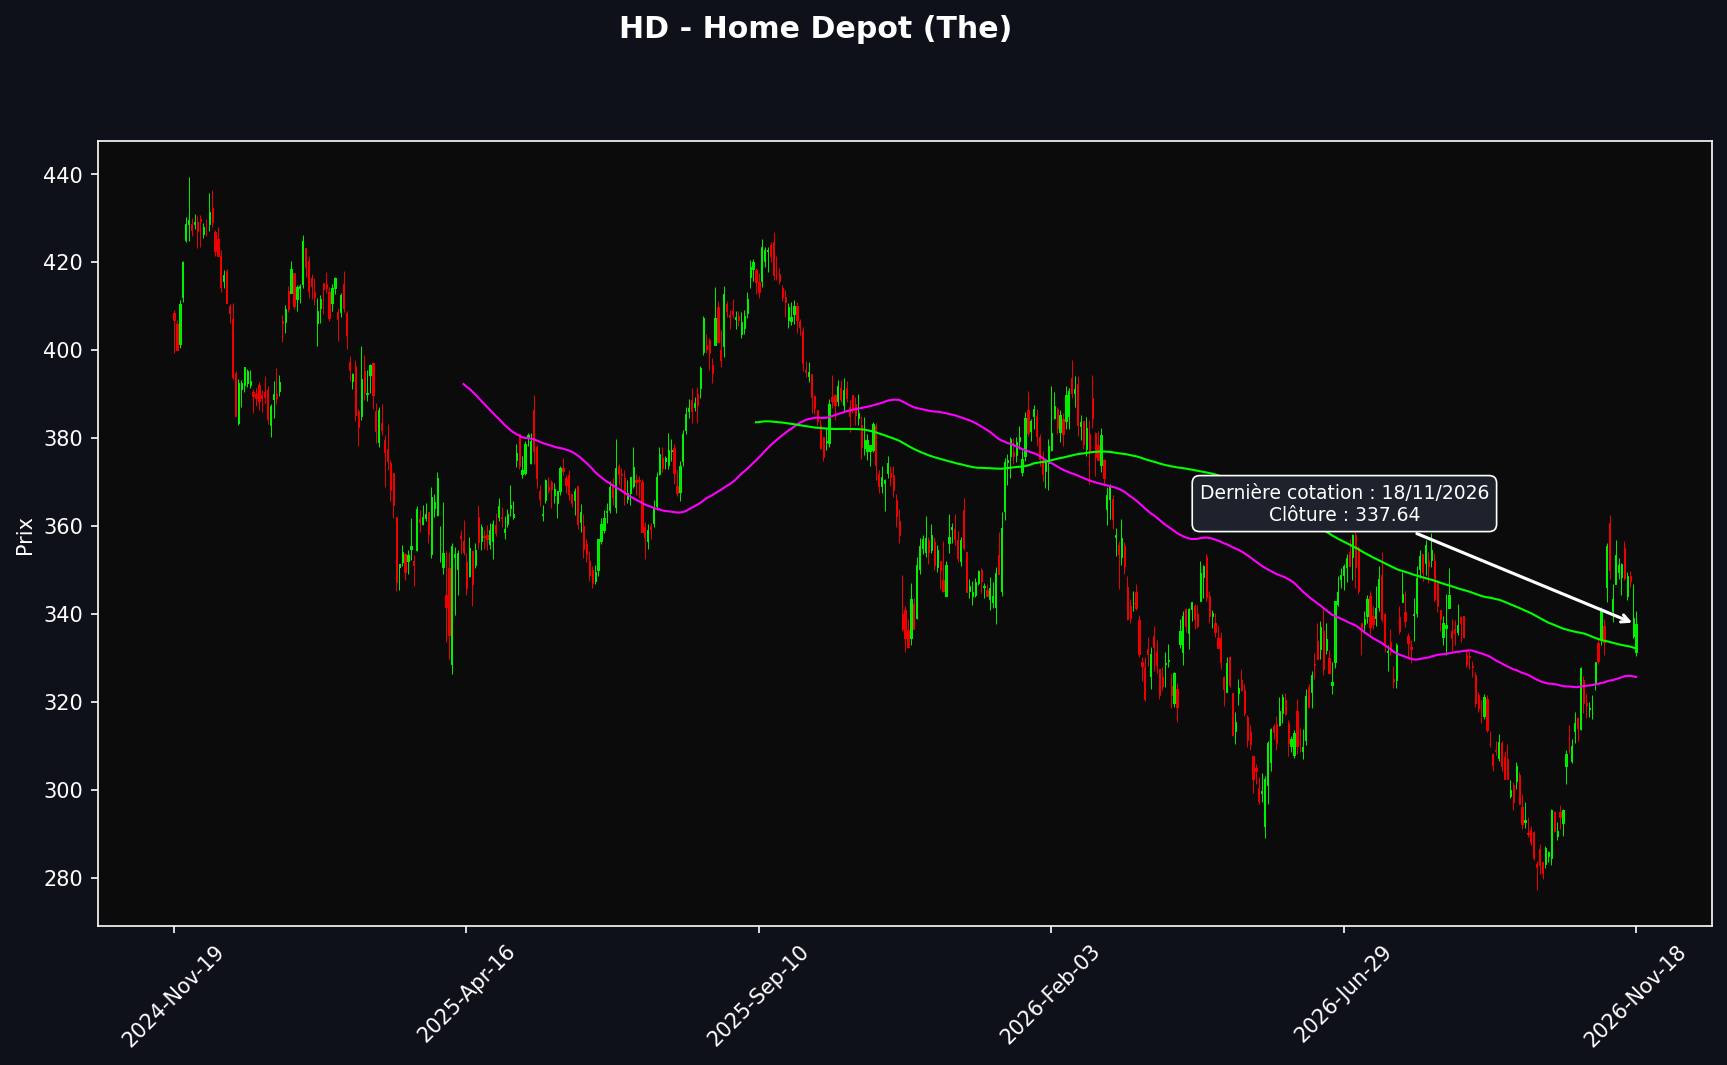 HD - Home Depot (The)
Prix
440
420
400
380
360
340
320
300
280
Dernière cotation : 18/11/2026
Clôture : 337.64
2024-Nov-19
2025-Apr-16
2025-Sep-10
2026-Feb-03
2026-Jun-29
2026-Nov-18